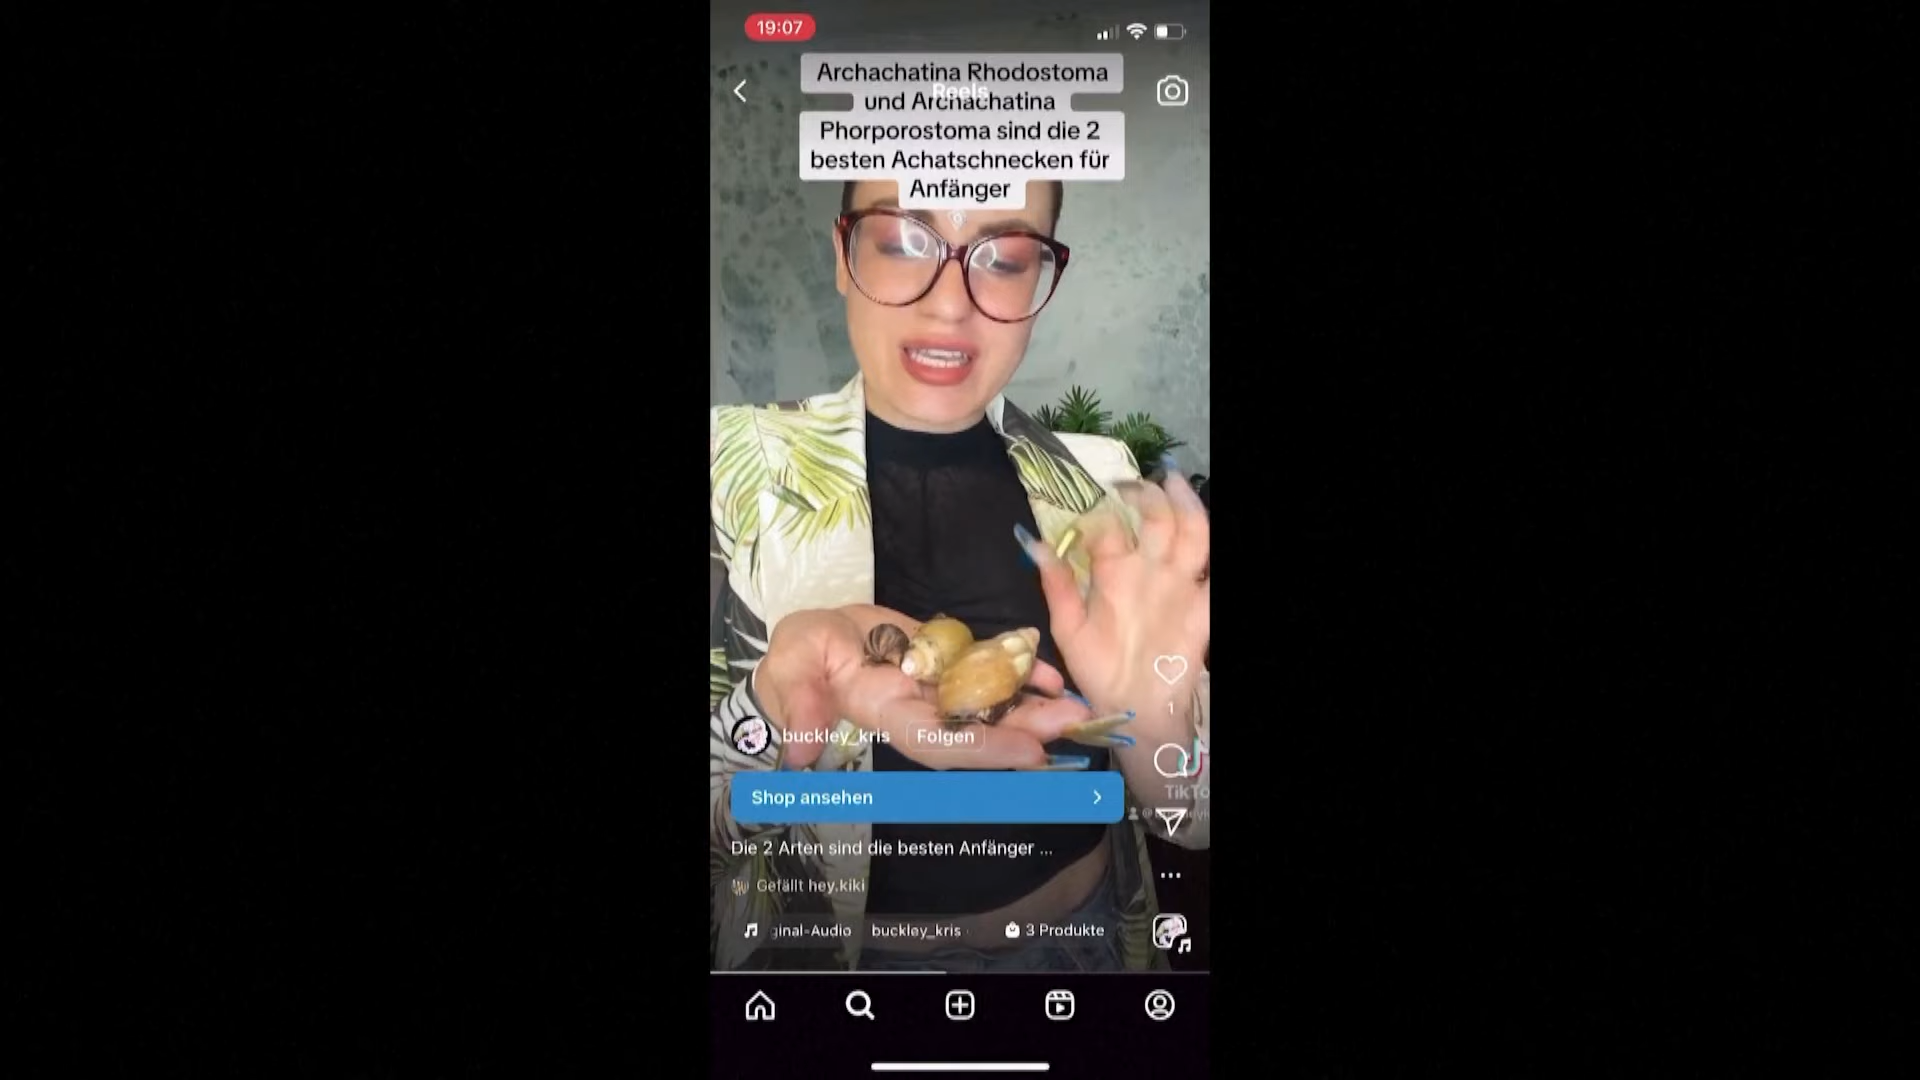 19:07
Reels
Archachatina Rhodostoma
und Archachatina
Phorporostoma sind die 2
besten Achatschnecken für
Anfänger
buckley_kris
Folgen
Shop ansehen
TikTo
Die 2 Arten sind die besten Anfänger ...
Gefällt hey.kiki
ginal-Audio buckley_kris
3 Produkte
1